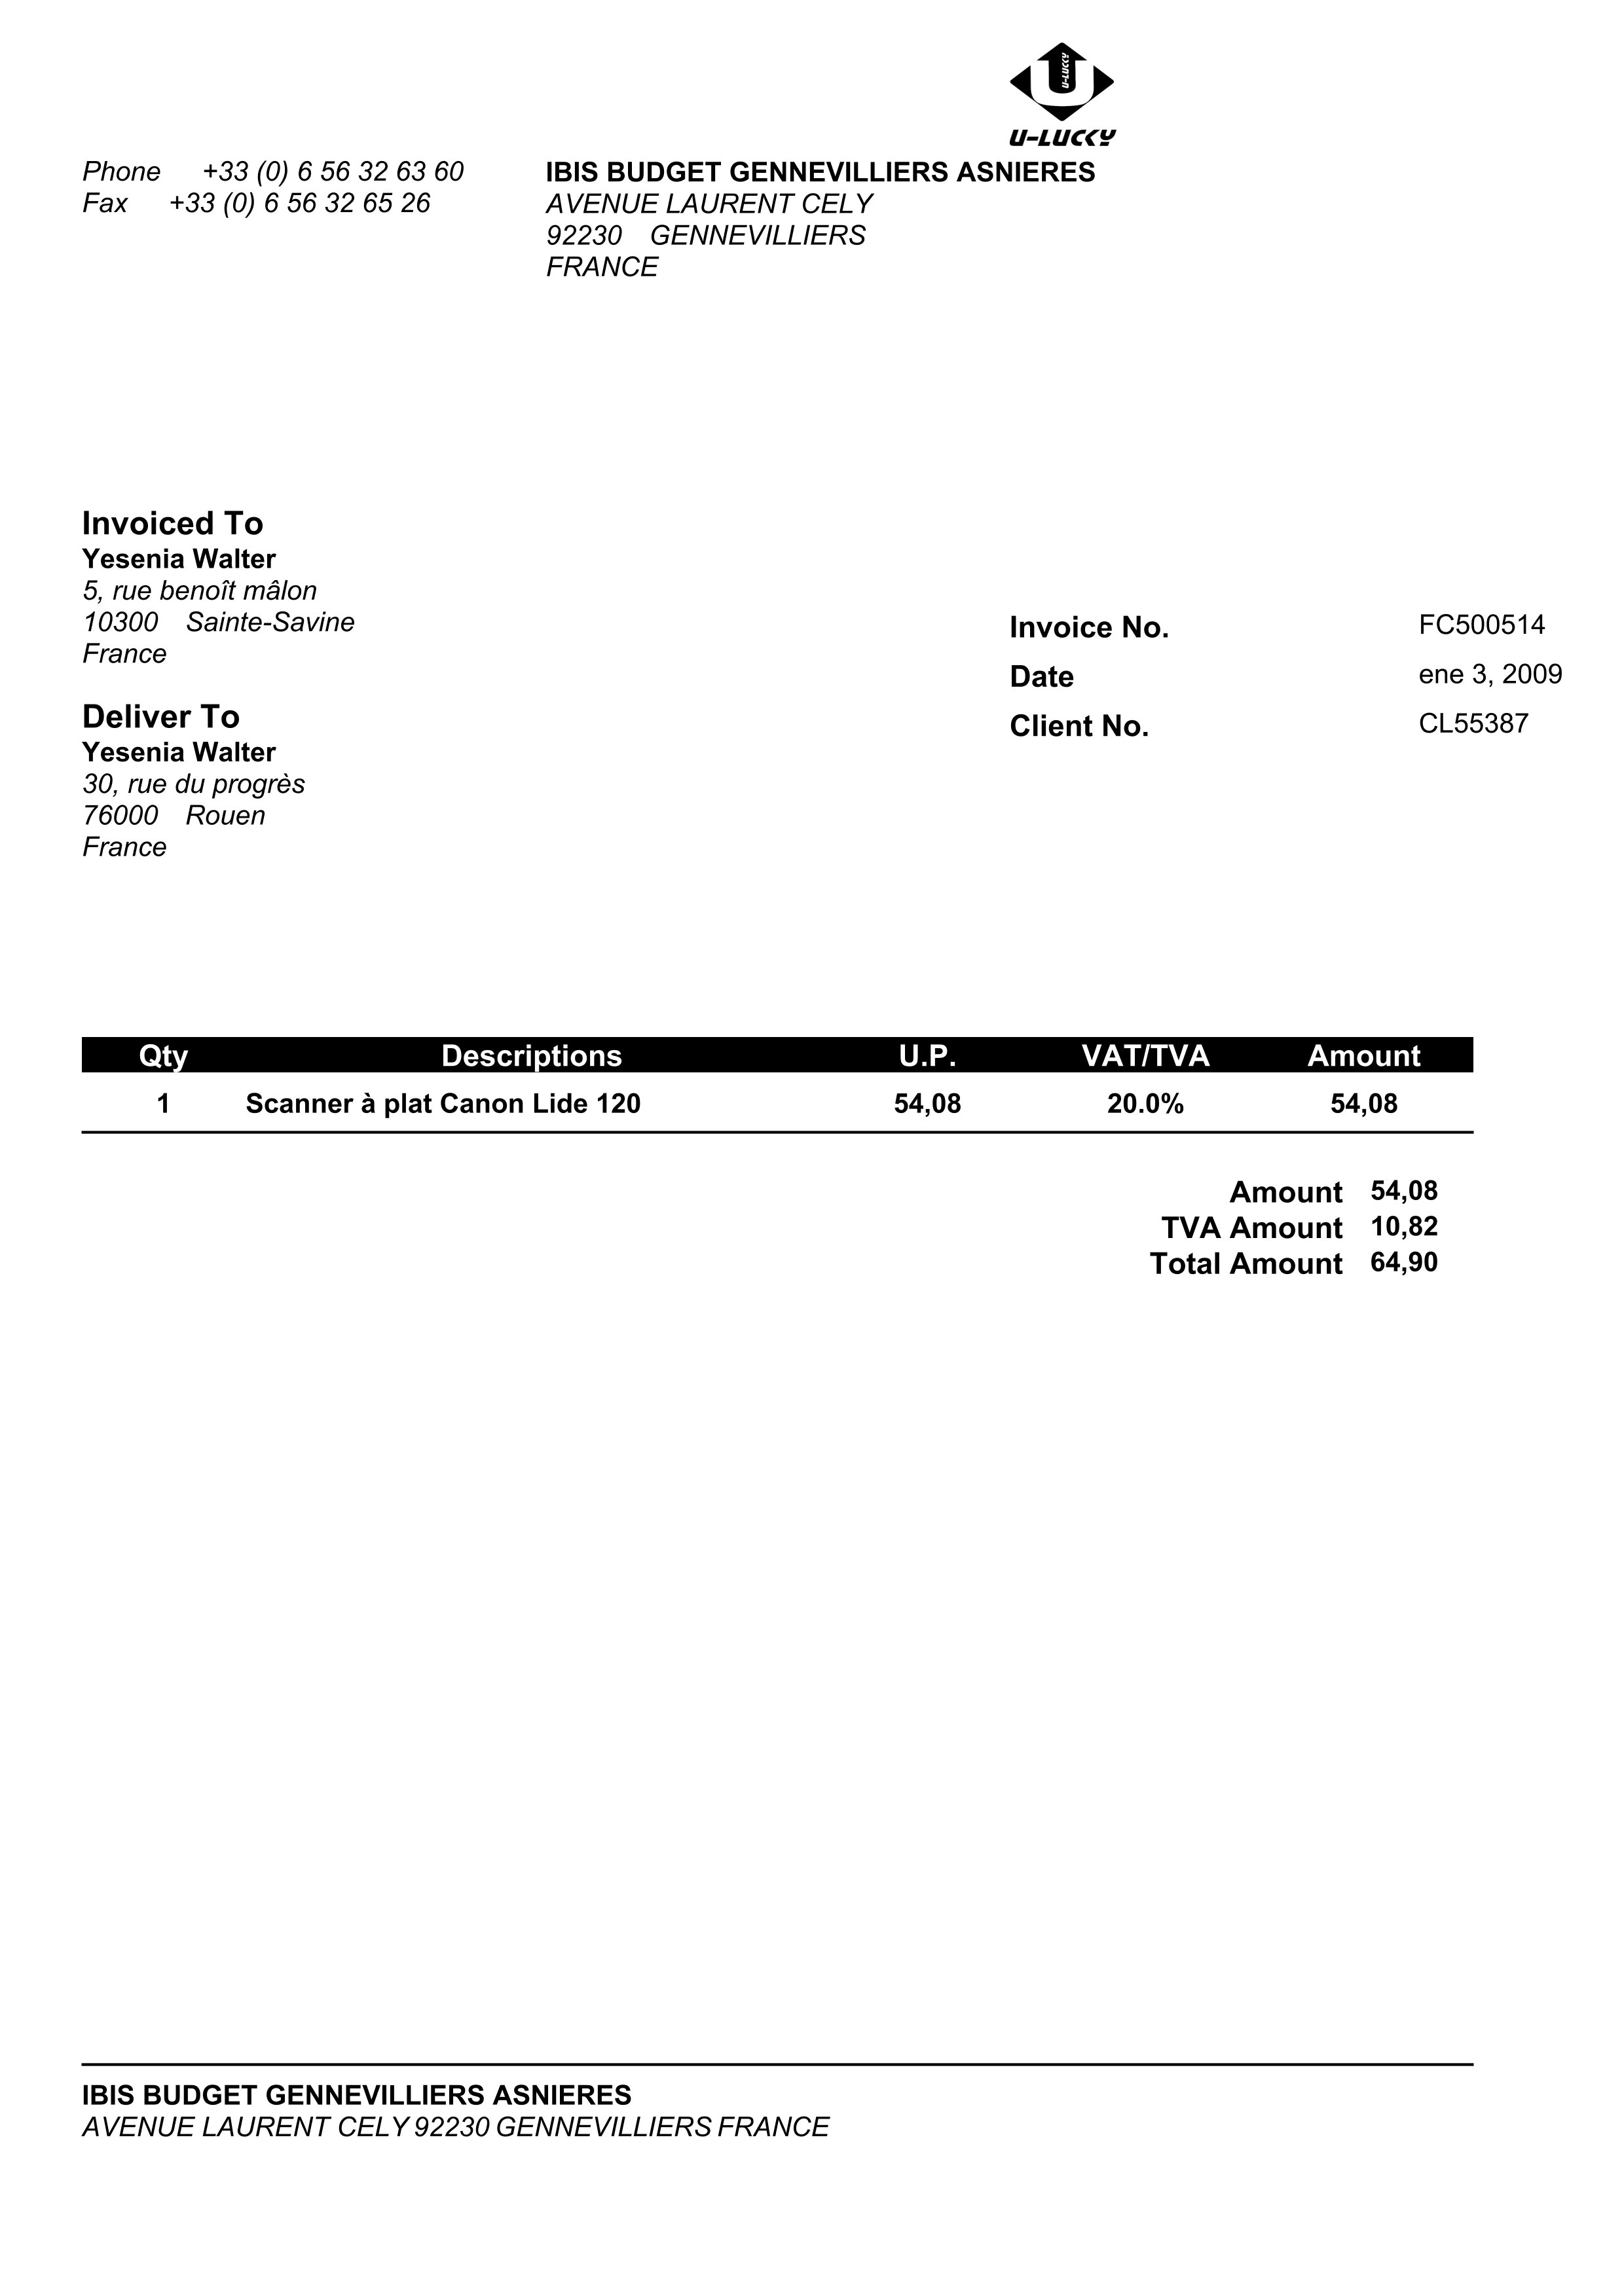 U-LUCKY
U-LUCKY
Phone +33 (0) 6 56 32 63 60
Fax +33 (0) 6 56 32 65 26
IBIS BUDGET GENNEVILLIERS ASNIERES
AVENUE LAURENT CELY
92230 GENNEVILLIERS
FRANCE
Invoiced To
Yesenia Walter
5, rue benoît mâlon
10300 Sainte-Savine
France
Invoice No. FC500514
Date ene 3, 2009
Client No. CL55387
Deliver To
Yesenia Walter
30, rue du progrès
76000 Rouen
France
Qty Descriptions U.P. VAT/TVA Amount
1 Scanner à plat Canon Lide 120 54,08 20.0% 54,08
Amount 54,08
TVA Amount 10,82
Total Amount 64,90
IBIS BUDGET GENNEVILLIERS ASNIERES
AVENUE LAURENT CELY 92230 GENNEVILLIERS FRANCE